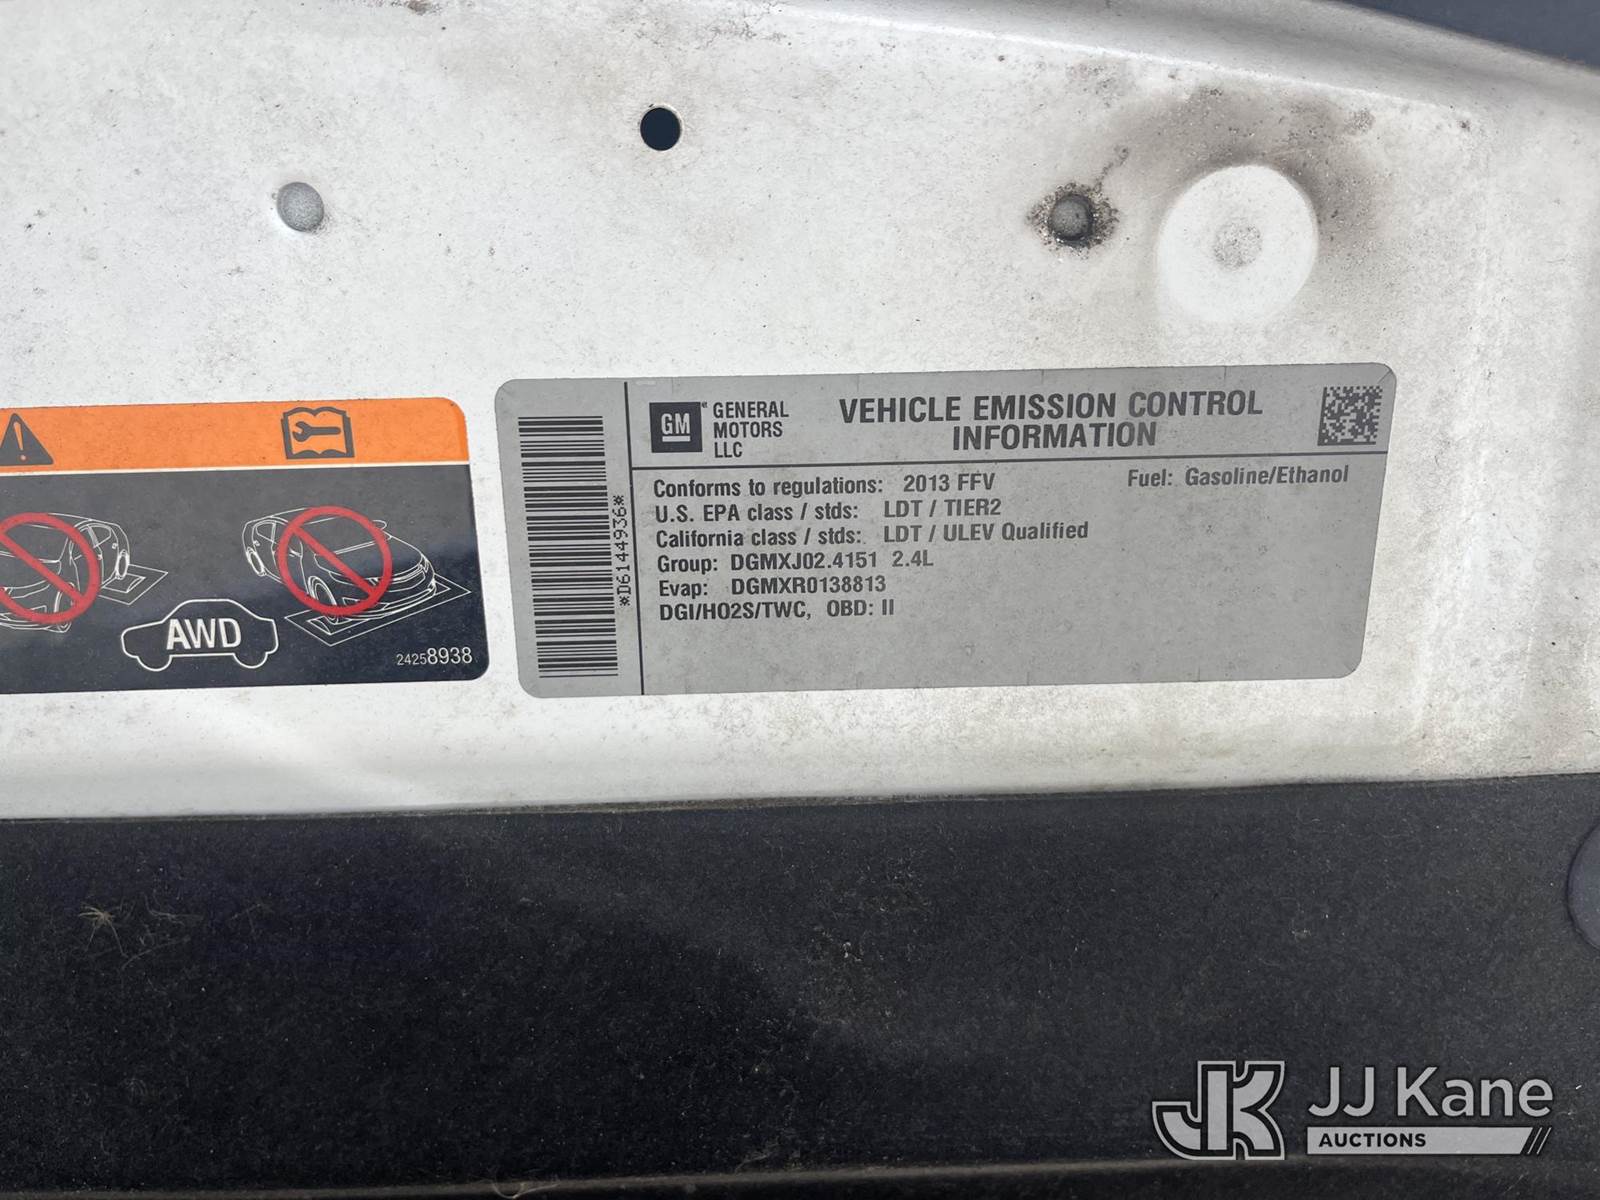 AWD
24258938
*D6144936*
GM
GENERAL
MOTORS
LLC
VEHICLE EMISSION CONTROL
INFORMATION
Conforms to regulations: 2013 FFV
Fuel: Gasoline/Ethanol
U.S. EPA class / stds: LDT / TIER2
California class / stds: LDT / ULEV Qualified
Group: DGMXJ02.4151 2.4L
Evap: DGMXR0138813
DGI/HO2S/TWC, OBD: II
JK
JJ Kane
AUCTIONS